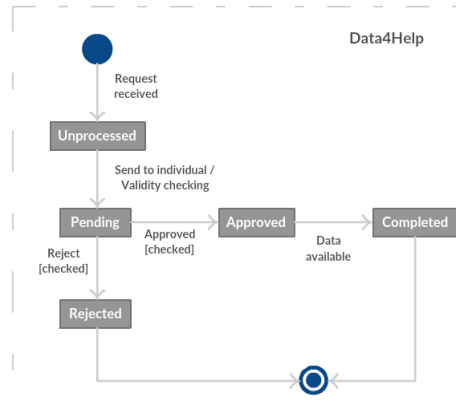 Data4Help
Request
received
Unprocessed
Send to individual /
Validity checking
Pending
Approved
[checked]
Approved
Data
available
Completed
Reject
[checked]
Rejected